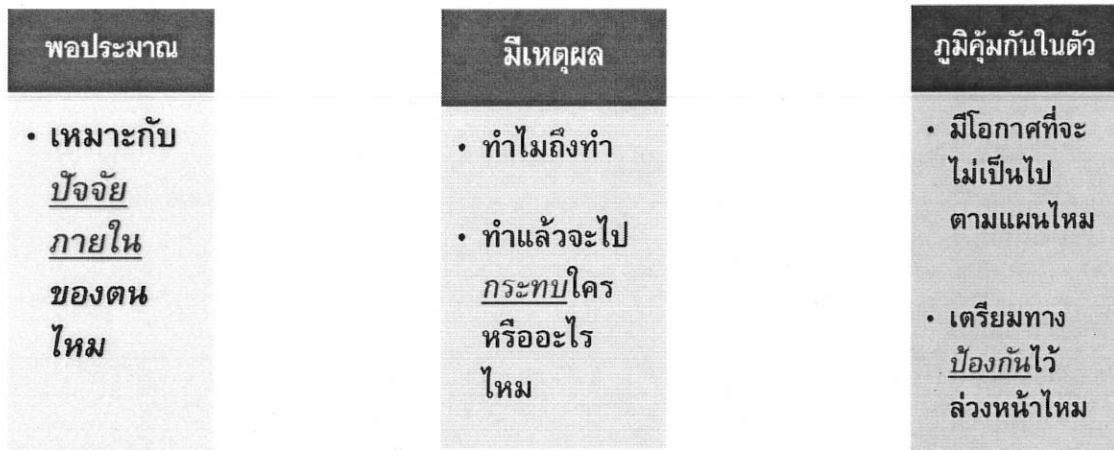 พอประมาณ
• เหมาะกับ
ปัจจัย
ภายใน
ของตน
ไหม
มีเหตุผล
• ทำไมถึงทำ
• ทำแล้วจะไป
กระทบใคร
หรืออะไร
ไหม
ภูมิคุ้มกันในตัว
• มีโอกาสที่จะ
ไม่เป็นไป
ตามแผนไหม
• เตรียมทาง
ป้องกันไว้
ล่วงหน้าไหม